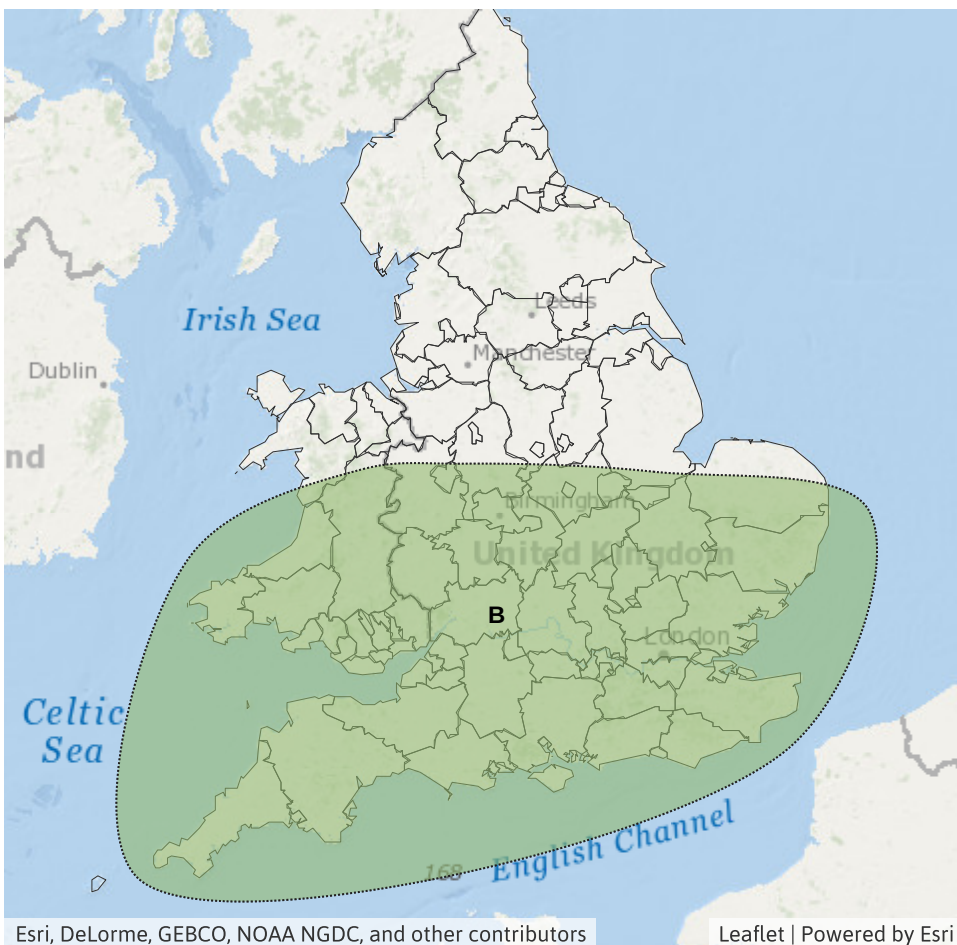 Leeds
Irish Sea
Manchester
Dublin
nd
Birmingham
United Kingdom
B
London
Celtic
Sea
English Channel
168
Esri, DeLorme, GEBCO, NOAA NGDC, and other contributors
Leaflet | Powered by Esri